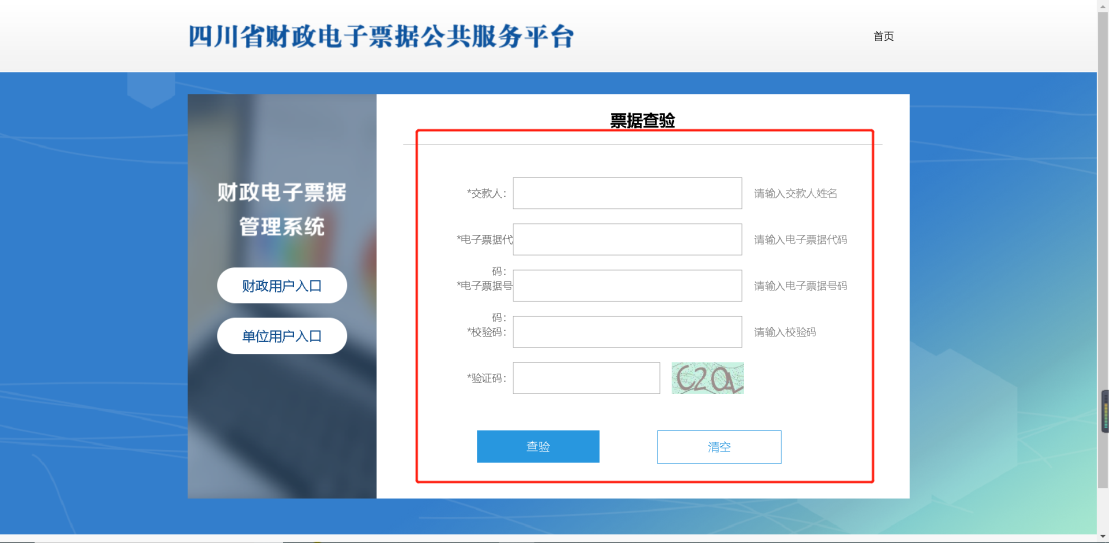 四川省财政电子票据公共服务平台
首页
财政电子票据
管理系统
财政用户入口
单位用户入口
票据查验
*交款人：
请输入交款人姓名
*电子票据代
码：
请输入电子票据代码
*电子票据号
码：
请输入电子票据号码
*校验码：
请输入校验码
*验证码：
查验
清空